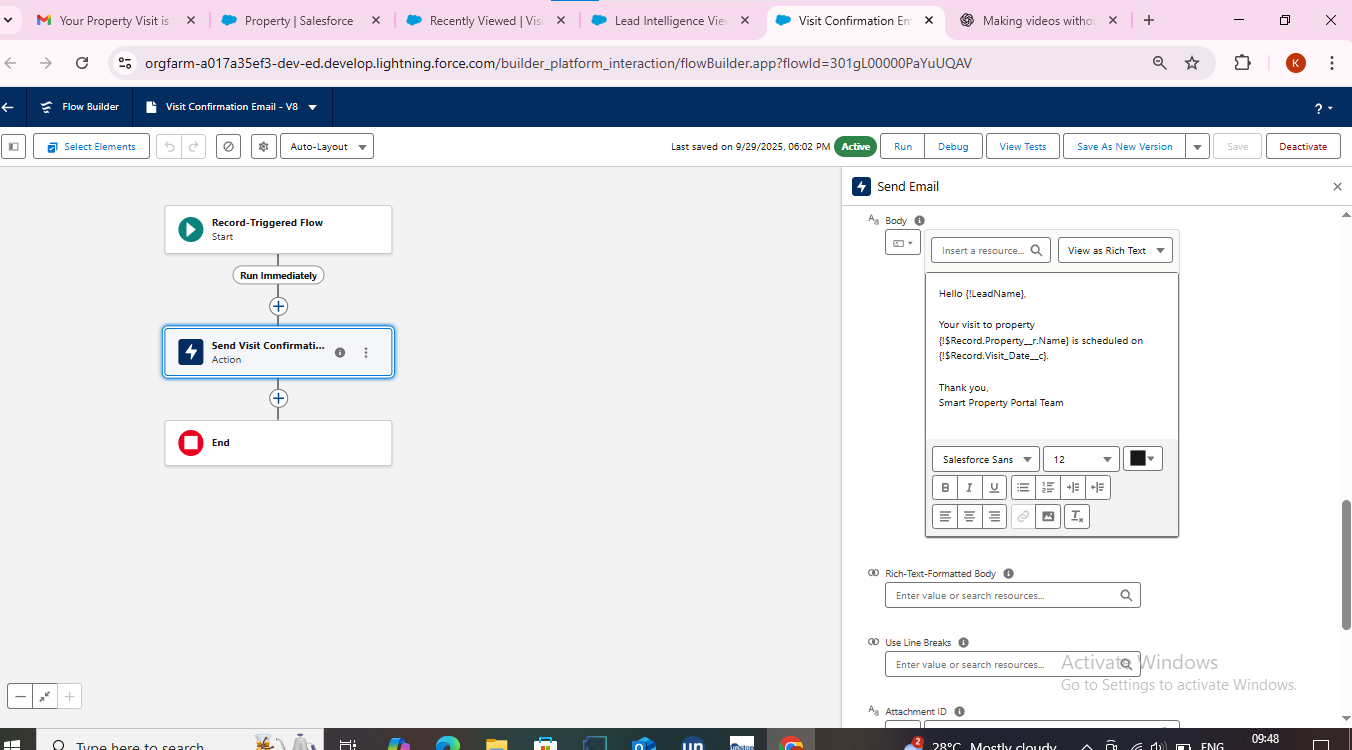 Your Property Visit is
Property | Salesforce
Recently Viewed | Vis
Lead Intelligence Vie
Visit Confirmation Em
Making videos witho
orgfarm-a017a35ef3-dev-ed.develop.lightning.force.com/builder_platform_interaction/flowBuilder.app?flowId=301gL00000PaYuUQAV
K
Flow Builder
Visit Confirmation Email - V8
?
Select Elements
Auto-Layout
Last saved on 9/29/2025, 06:02 PM
Active
Run
Debug
View Tests
Save As New Version
Save
Deactivate
Record-Triggered Flow
Start
Run Immediately
Send Visit Confirmati...
Action
End
Send Email
Aa Body
Insert a resource...
View as Rich Text
Hello {!LeadName},
Your visit to property
{!$Record.Property__r.Name} is scheduled on
{!$Record.Visit_Date__c}.
Thank you,
Smart Property Portal Team
Salesforce Sans
12
B I U
Rich-Text-Formatted Body
Enter value or search resources...
Use Line Breaks
Enter value or search resources...
Aa Attachment ID
Activate Windows
Go to Settings to activate Windows.
Type here to search
un
2
28°C Mostly cloudy
ENG
09:48